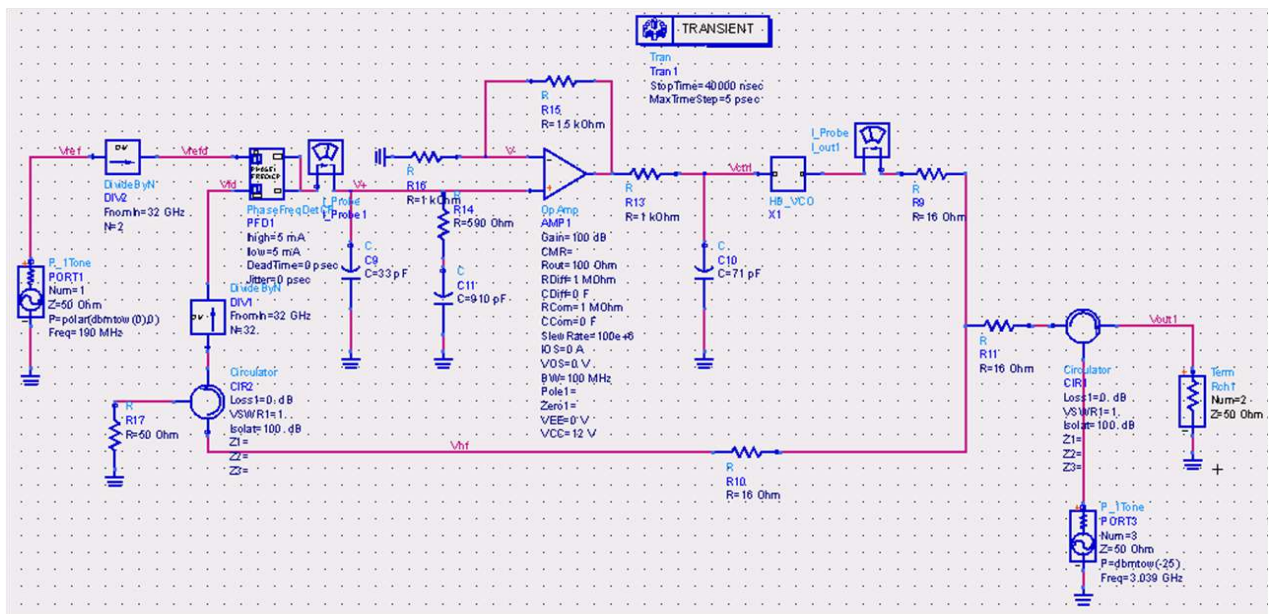 TRANSIENT
Tran
Tran1
StopTime=40000 nsec
MaxTimeStep=5 psec
R
R15
R=1.5 kOhm
Vref
DivideByN
DIV2
Fnomin=32 GHz
N=2
Vrefd
Vfd
PhaseFreqDetCP
PFD1
Ihigh=5 mA
Ilow=5 mA
DeadTime=0 psec
Jitter=0 psec
I_Probe
I_Probe1
V+
V-
R
R16
R=1 kOhm
R
R14
R=590 Ohm
C
C9
C=33 pF
C
C11
C=910 pF
OpAmp
AMP1
Gain=100 dB
CMR=
Rout=100 Ohm
RDiff=1 MOhm
CDiff=0 F
RCom=1 MOhm
CCom=0 F
SlewRate=100e+6
IOS=0 A
VOS=0 V
BW=100 MHz
Pole1=
Zero1=
VEE=0 V
VCC=12 V
R
R13
R=1 kOhm
C
C10
C=71 pF
Vctrl
HB_VCO
X1
I_Probe
I_out1
R
R9
R=16 Ohm
P_1Tone
PORT1
Num=1
Z=50 Ohm
P=polar(dbmtow(0),0)
Freq=190 MHz
DivideByN
DIV1
Fnomin=32 GHz
N=32
Circulator
CIR2
Loss1=0. dB
VSWR1=1.
Isolat=100. dB
Z1=
Z2=
Z3=
R
R17
R=50 Ohm
Vhf
R
R10
R=16 Ohm
R
R11
R=16 Ohm
Circulator
CIR1
Loss1=0. dB
VSWR1=1.
Isolat=100. dB
Z1=
Z2=
Z3=
Vout1
Term
Rch1
Num=2
Z=50 Ohm
P_1Tone
PORT3
Num=3
Z=50 Ohm
P=dbmtow(-25)
Freq=3.039 GHz